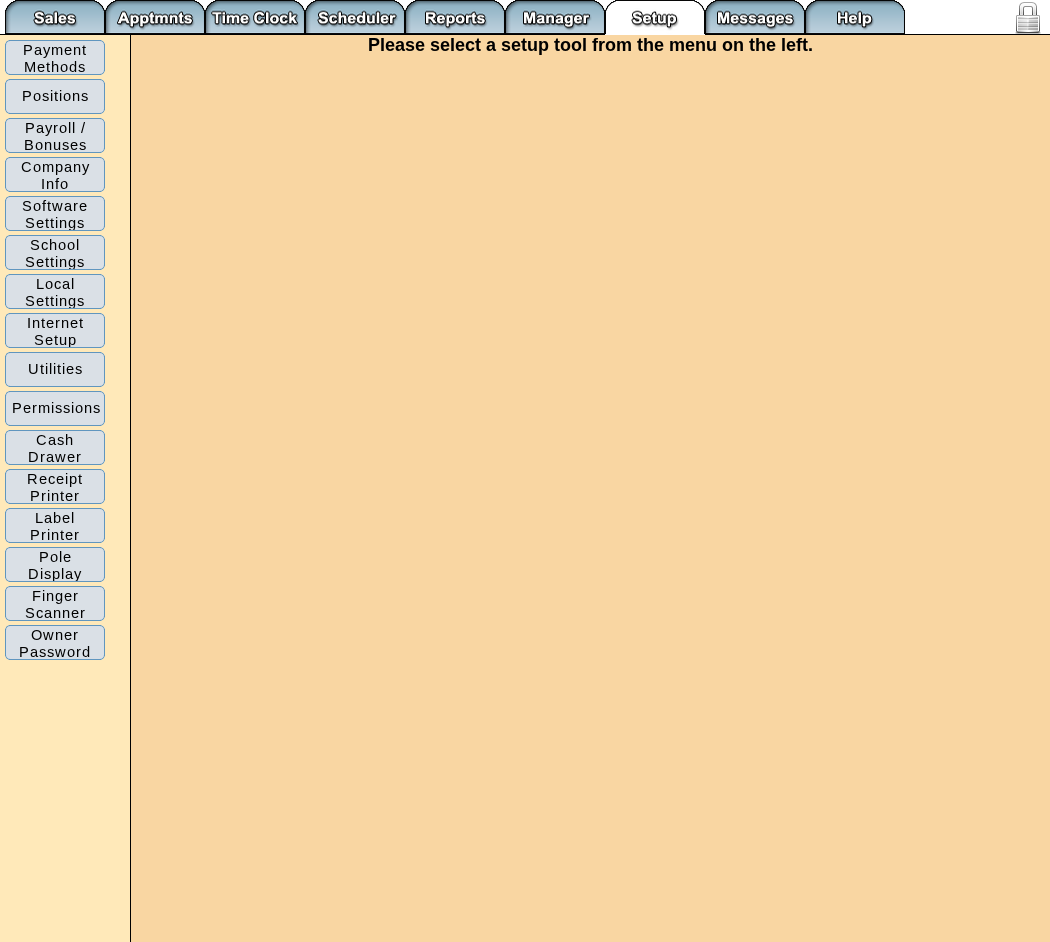 Sales Apptmnts Time Clock Scheduler Reports Manager Setup Messages Help
Please select a setup tool from the menu on the left.
Payment
Methods
Positions
Payroll /
Bonuses
Company
Info
Software
Settings
School
Settings
Local
Settings
Internet
Setup
Utilities
Permissions
Cash
Drawer
Receipt
Printer
Label
Printer
Pole
Display
Finger
Scanner
Owner
Password